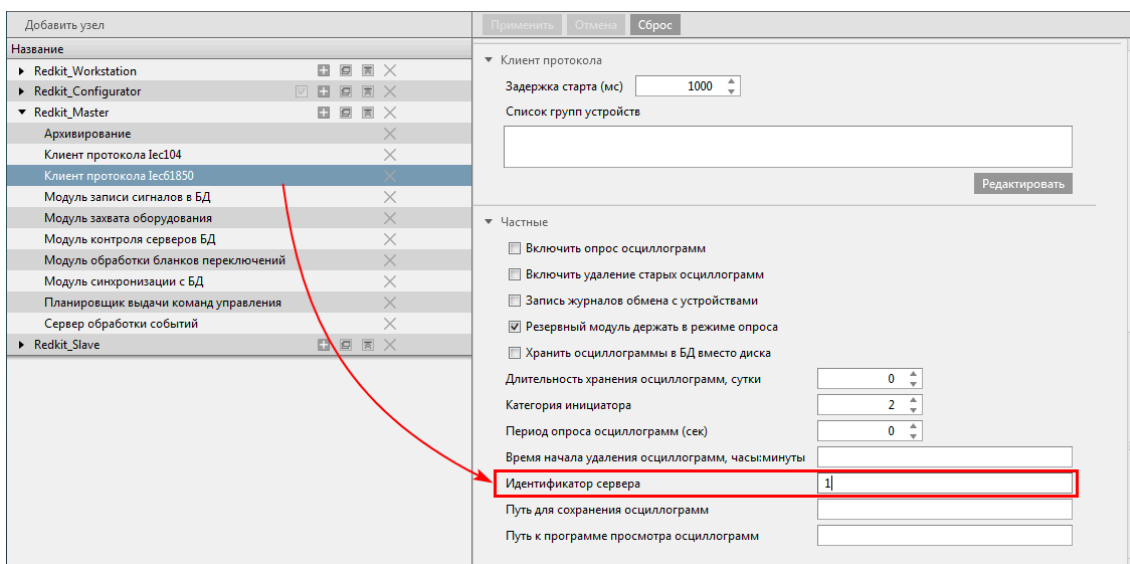 Добавить узел
Название
Redkit_Workstation
Redkit_Configurator
Redkit_Master
Архивирование
Клиент протокола Iec104
Клиент протокола Iec61850
Модуль записи сигналов в БД
Модуль захвата оборудования
Модуль контроля серверов БД
Модуль обработки бланков переключений
Модуль синхронизации с БД
Планировщик выдачи команд управления
Сервер обработки событий
Redkit_Slave
Применить Отмена Сброс
Клиент протокола
Задержка старта (мс) 1000
Список групп устройств
Редактировать
Частные
Включить опрос осциллограмм
Включить удаление старых осциллограмм
Запись журналов обмена с устройствами
Резервный модуль держать в режиме опроса
Хранить осциллограммы в БД вместо диска
Длительность хранения осциллограмм, сутки 0
Категория инициатора 2
Период опроса осциллограмм (сек) 0
Время начала удаления осциллограмм, часы:минуты
Идентификатор сервера 1
Путь для сохранения осциллограмм
Путь к программе просмотра осциллограмм